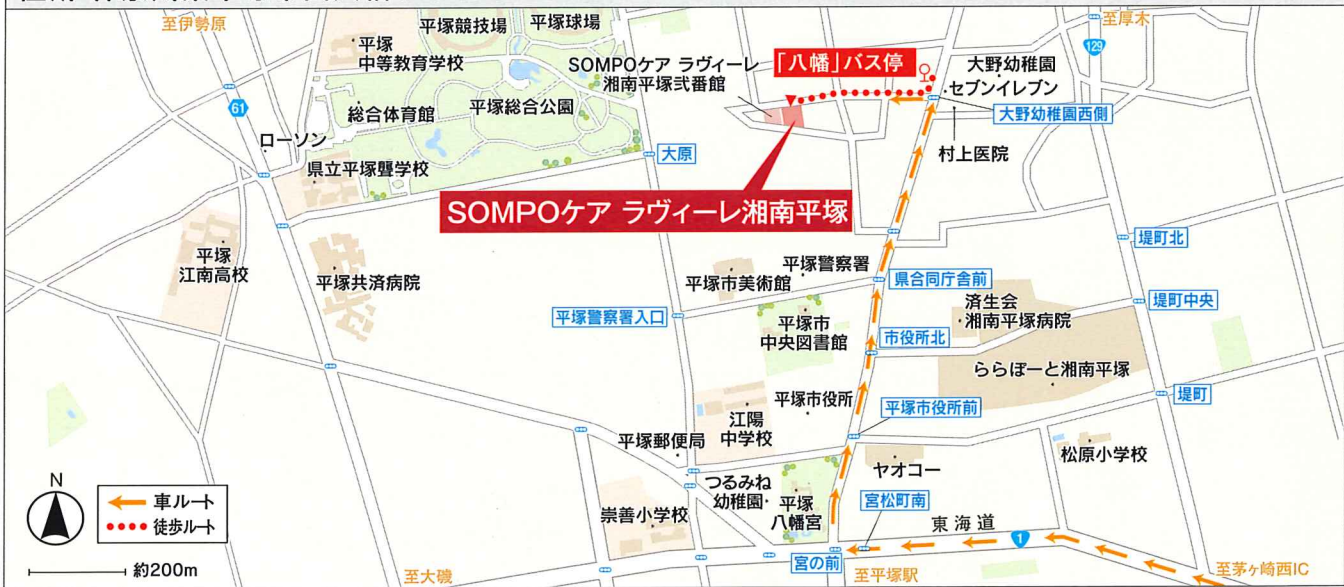 至伊勢原
平塚競技場
平塚球場
至厚木
平塚
中等教育学校
SOMPOケア ラヴィーレ
湘南平塚弐番館
「八幡」バス停
129
大野幼稚園
セブンイレブン
大野幼稚園西側
61
総合体育館
平塚総合公園
ローソン
大原
村上医院
県立平塚聾学校
SOMPOケア ラヴィーレ湘南平塚
平塚
江南高校
平塚共済病院
平塚市美術館
平塚警察署
県合同庁舎前
堤町北
平塚警察署入口
平塚市
中央図書館
済生会
湘南平塚病院
堤町中央
市役所北
ららぽーと湘南平塚
平塚市役所
平塚市役所前
堤町
江陽
中学校
平塚郵便局
ヤオコー
松原小学校
つるみね
幼稚園
平塚
八幡宮
宮松町南
崇善小学校
東海道
1
宮の前
N
車ルート
徒歩ルート
約200m
至大磯
至平塚駅
至茅ヶ崎西IC